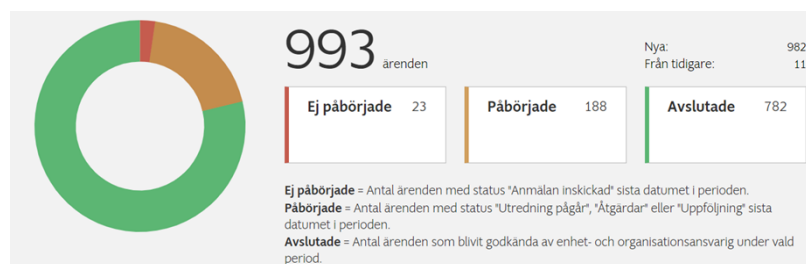 993 ärenden
Nya: 982
Från tidigare: 11
Ej påbörjade 23
Påbörjade 188
Avslutade 782
Ej påbörjade = Antal ärenden med status "Anmälan inskickad" sista datumet i perioden.
Påbörjade = Antal ärenden med status "Utredning pågår", "Åtgärdar" eller "Uppföljning" sista
datumet i perioden.
Avslutade = Antal ärenden som blivit godkända av enhet- och organisationsansvarig under vald
period.